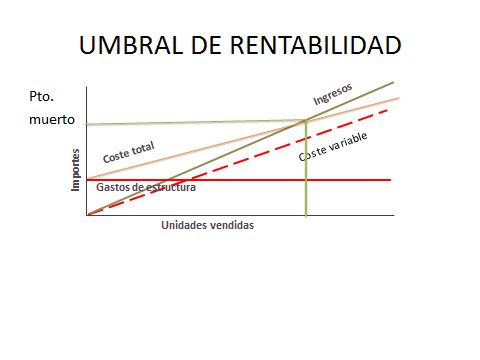 UMBRAL DE RENTABILIDAD
Pto.
muerto
Ingresos
Coste total
Coste variable
Importes
Gastos de estructura
Unidades vendidas